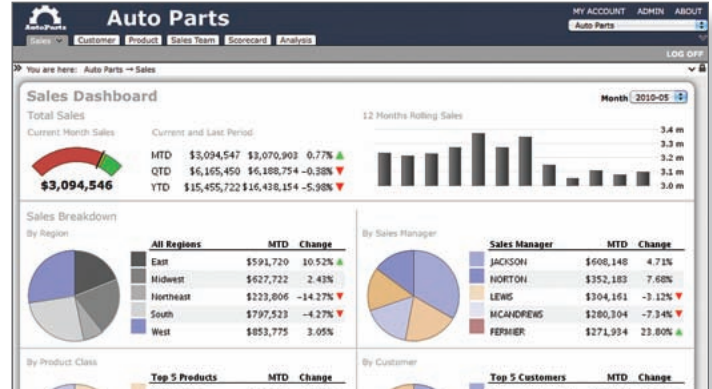 MY ACCOUNT ADMIN ABOUT
Auto Parts
AutoParts
Auto Parts
Sales Customer Product Sales Team Scorecard Analysis
LOG OFF
You are here: Auto Parts → Sales
Sales Dashboard
Month 2010-05
Total Sales
12 Months Rolling Sales
Current Month Sales
Current and Last Period
MTD $3,094,547 $3,070,903 0.77%
QTD $6,165,450 $6,188,754 -0.38%
YTD $15,455,722 $16,438,154 -5.98%
$3,094,546
3.4 m
3.3 m
3.2 m
3.1 m
3.0 m
Sales Breakdown
By Region
All Regions MTD Change
East $591,720 10.52%
Midwest $627,722 2.43%
Northeast $223,806 -14.27%
South $797,523 -4.27%
West $853,775 3.05%
By Sales Manager
Sales Manager MTD Change
JACKSON $608,148 4.71%
NORTON $352,183 7.68%
LEWIS $304,161 -3.12%
MCANDREWS $280,304 -7.34%
FERMIER $271,934 23.80%
By Product Class
Top 5 Products MTD Change
By Customer
Top 5 Customers MTD Change